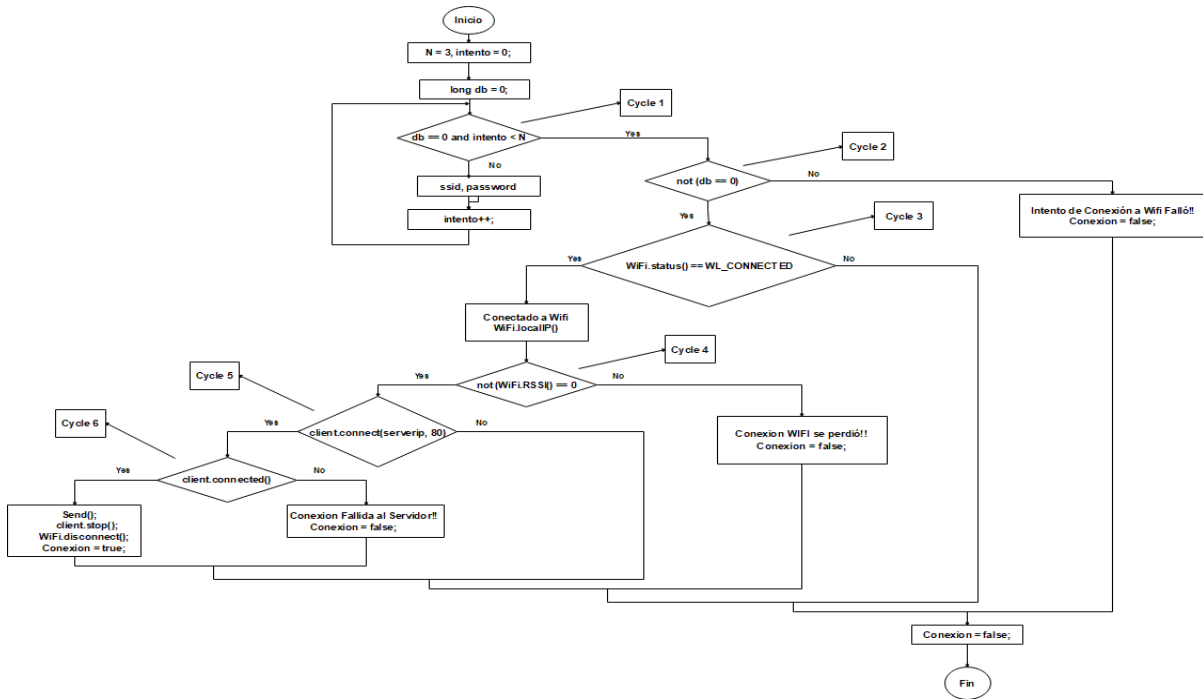 Inicio
N = 3, intento = 0;
long db = 0;
Cycle 1
db == 0 and intento < N
Yes
No
Cycle 2
ssid, password
not (db == 0)
No
intento++;
Yes
Cycle 3
Intento de Conexión a Wifi Falló!!
Conexion = false;
Yes
WiFi.status() == WL_CONNECTED
No
Conectado a Wifi
WiFi.localIP()
Cycle 4
Cycle 5
Yes
not (WiFi.RSSI() == 0
No
Cycle 6
Yes
client.connect(serverip, 80)
No
Conexion WIFI se perdió!!
Conexion = false;
Yes
client.connected()
No
Send();
client.stop();
WiFi.disconnect();
Conexion = true;
Conexion Fallida al Servidor!!
Conexion = false;
Conexion = false;
Fin